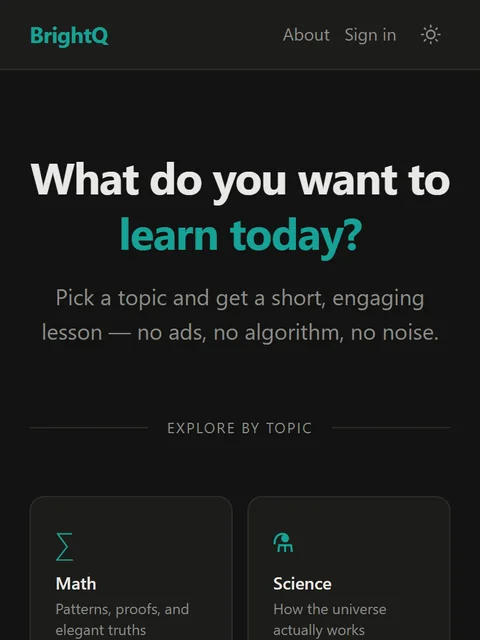 BrightQ
About Sign in
What do you want to
learn today?
Pick a topic and get a short, engaging
lesson — no ads, no algorithm, no noise.
EXPLORE BY TOPIC
∑
Math
Patterns, proofs, and
elegant truths
Science
How the universe
actually works